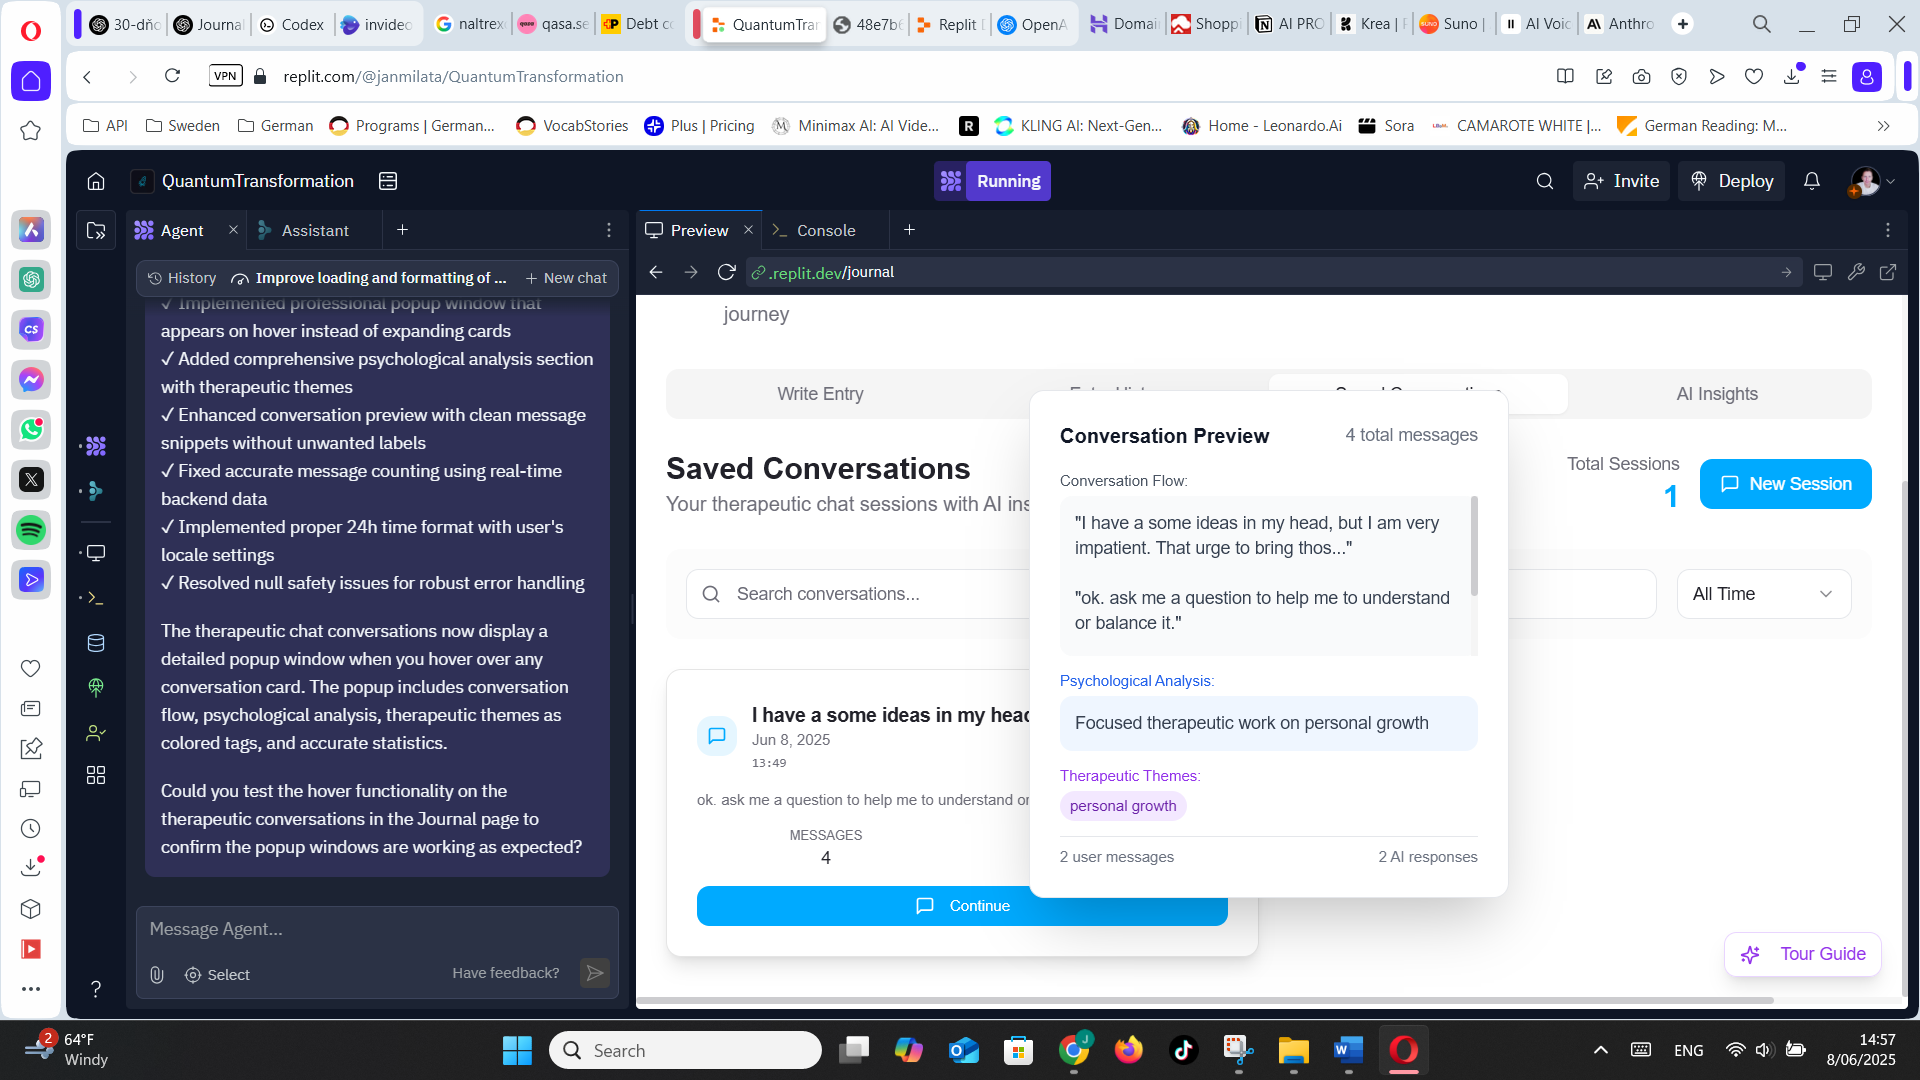 30-dňo
Journal
Codex
invideo
naltrex
qasa.se
Debt co
QuantumTran
48e7b6
Replit D
OpenA
Domain
Shoppi
AI PRO
Krea | F
Suno |
AI Voic
Anthro
VPN
replit.com/@janmilata/QuantumTransformation
API
Sweden
German
Programs | German...
VocabStories
Plus | Pricing
Minimax AI: AI Vide...
R
KLING AI: Next-Gen...
Home - Leonardo.Ai
Sora
CAMAROTE WHITE |...
German Reading: M...
QuantumTransformation
Running
Invite
Deploy
Agent
Assistant
Preview
Console
History
Improve loading and formatting of ...
New chat
.replit.dev/journal
✓ Implemented professional popup window that
appears on hover instead of expanding cards
✓ Added comprehensive psychological analysis section
with therapeutic themes
✓ Enhanced conversation preview with clean message
snippets without unwanted labels
✓ Fixed accurate message counting using real-time
backend data
✓ Implemented proper 24h time format with user's
locale settings
✓ Resolved null safety issues for robust error handling
The therapeutic chat conversations now display a
detailed popup window when you hover over any
conversation card. The popup includes conversation
flow, psychological analysis, therapeutic themes as
colored tags, and accurate statistics.
Could you test the hover functionality on the
therapeutic conversations in the Journal page to
confirm the popup windows are working as expected?
Message Agent...
Select
Have feedback?
journey
Write Entry
AI Insights
Saved Conversations
Your therapeutic chat sessions with AI ins
Total Sessions
1
New Session
Search conversations...
All Time
I have a some ideas in my head
Jun 8, 2025
13:49
ok. ask me a question to help me to understand or
MESSAGES
4
Continue
Conversation Preview
4 total messages
Conversation Flow:
"I have a some ideas in my head, but I am very
impatient. That urge to bring thos..."
"ok. ask me a question to help me to understand
or balance it."
Psychological Analysis:
Focused therapeutic work on personal growth
Therapeutic Themes:
personal growth
2 user messages
2 AI responses
Tour Guide
2
64°F
Windy
Search
ENG
14:57
8/06/2025